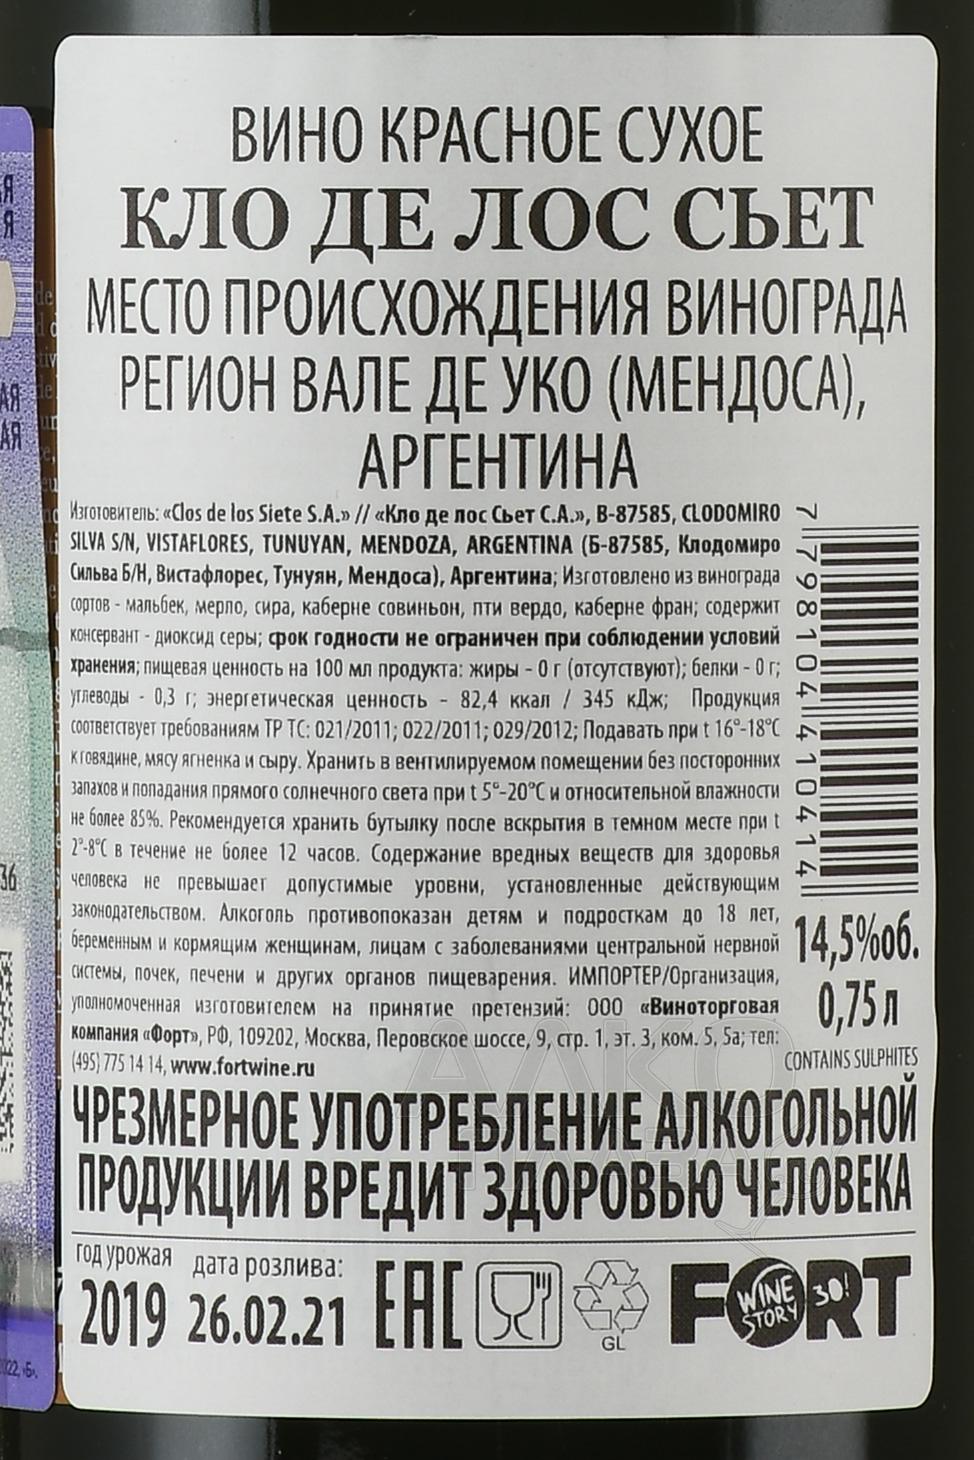 ВИНО КРАСНОЕ СУХОЕ
КЛО ДЕ ЛОС СЬЕТ
МЕСТО ПРОИСХОЖДЕНИЯ ВИНОГРАДА
РЕГИОН ВАЛЕ ДЕ УКО (МЕНДОСА),
АРГЕНТИНА
Изготовитель: «Clos de los Siete S.A.» // «Кло де лос Сьет С.А.», B-87585, CLODOMIRO
SILVA S/N, VISTAFLORES, TUNUYAN, MENDOZA, ARGENTINA (Б-87585, Клодомиро
Сильва Б/Н, Вистафлорес, Тунуян, Мендоса), Аргентина; Изготовлено из винограда
сортов - мальбек, мерло, сира, каберне совиньон, пти вердо, каберне фран; содержит
консервант - диоксид серы; срок годности не ограничен при соблюдении условий
хранения; пищевая ценность на 100 мл продукта: жиры - 0 г (отсутствуют); белки - 0 г;
углеводы - 0,3 г; энергетическая ценность - 82,4 ккал / 345 кДж; Продукция
соответствует требованиям ТР ТС: 021/2011; 022/2011; 029/2012; Подавать при t 16°-18°С
к говядине, мясу ягненка и сыру. Хранить в вентилируемом помещении без посторонних
запахов и попадания прямого солнечного света при t 5°-20°С и относительной влажности
не более 85%. Рекомендуется хранить бутылку после вскрытия в темном месте при t
2°-8°С в течение не более 12 часов. Содержание вредных веществ для здоровья
человека не превышает допустимые уровни, установленные действующим
законодательством. Алкоголь противопоказан детям и подросткам до 18 лет,
беременным и кормящим женщинам, лицам с заболеваниями центральной нервной
системы, почек, печени и других органов пищеварения. ИМПОРТЕР/Организация,
уполномоченная изготовителем на принятие претензий: ООО «Виноторговая
компания «Форт», РФ, 109202, Москва, Перовское шоссе, 9, стр. 1, эт. 3, ком. 5, 5а; тел:
(495) 775 14 14, www.fortwine.ru
7 798104 410414
14,5%об.
0,75 л
CONTAINS SULPHITES
ЧРЕЗМЕРНОЕ УПОТРЕБЛЕНИЕ АЛКОГОЛЬНОЙ
ПРОДУКЦИИ ВРЕДИТ ЗДОРОВЬЮ ЧЕЛОВЕКА
год урожая
2019
дата розлива:
26.02.21
EAC
GL
FORT
WINE STORY
30!
36